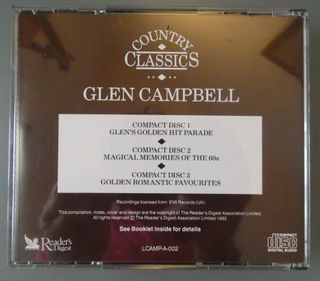 COUNTRY
CLASSICS
GLEN CAMPBELL
COMPACT DISC 1
GLEN'S GOLDEN HIT PARADE
COMPACT DISC 2
MAGICAL MEMORIES OF THE 60s
COMPACT DISC 3
GOLDEN ROMANTIC FAVOURITES
Recordings licensed from: EMI Records (UK)
This compilation, notes, cover and design are the copyright of The Reader's Digest Association Limited.
All rights reserved Ⓟ The Reader's Digest Association Limited 1992.
See Booklet inside for details
Reader's
Digest
LCAMP-A-002
COMPACT
disc
DIGITAL AUDIO